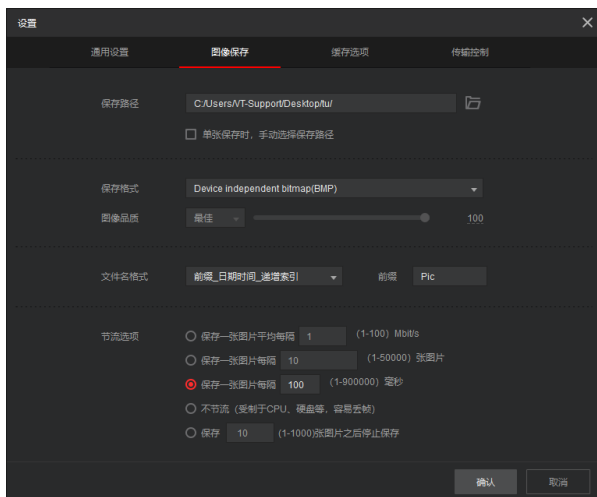 设置
通用设置 图像保存 缓存选项 传输控制
保存路径 C:/Users/VT-Support/Desktop/tu/
单张保存时，手动选择保存路径
保存格式 Device independent bitmap(BMP)
图像品质 最佳 100
文件名格式 前缀_日期时间_递增索引 前缀 Pic
节流选项 保存一张图片平均每隔 1 (1-100) Mbit/s
保存一张图片每隔 10 (1-50000) 张图片
保存一张图片每隔 100 (1-900000) 毫秒
不节流 (受制于CPU、硬盘等，容易丢帧)
保存 10 (1-1000)张图片之后停止保存
确认 取消